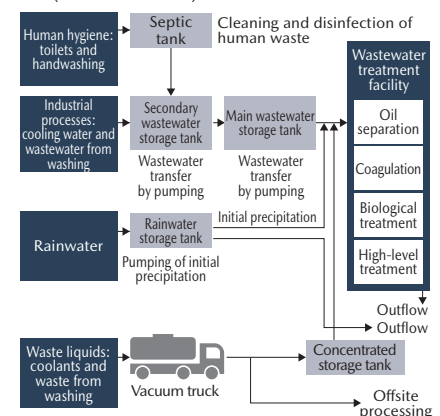 Human hygiene:
toilets and
handwashing
Septic
tank
Cleaning and disinfection of
human waste
Industrial
processes:
cooling water and
wastewater from
washing
Secondary
wastewater
storage tank
Wastewater
transfer
by pumping
Main wastewater
storage tank
Wastewater
transfer
by pumping
Wastewater
treatment
facility
Oil
separation
Coagulation
Biological
treatment
High-level
treatment
Rainwater
Rainwater
storage tank
Initial precipitation
Pumping of initial
precipitation
Outflow
Outflow
Waste liquids:
coolants and
waste from
washing
Vacuum truck
Concentrated
storage tank
Offsite
processing